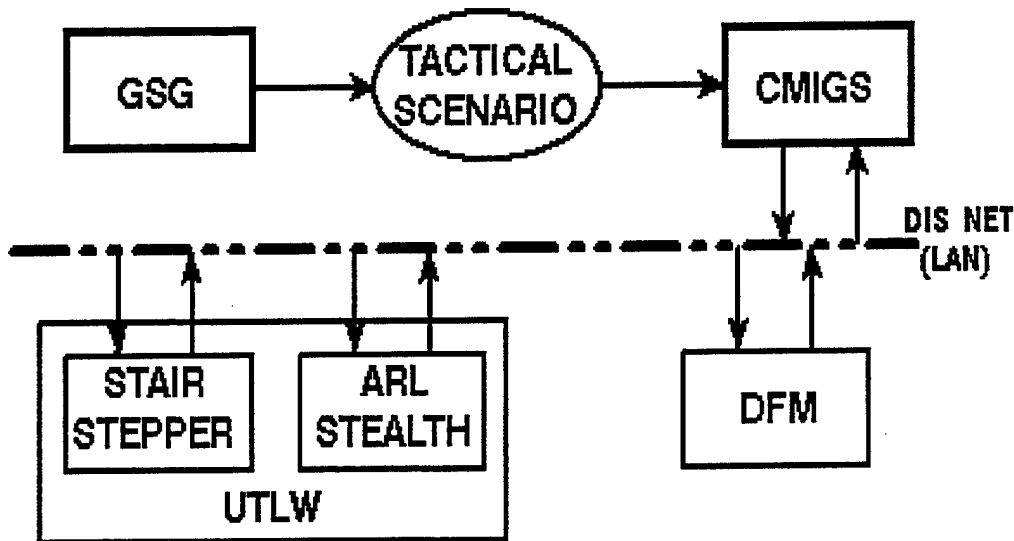 GSG
TACTICAL
SCENARIO
CMIGS
DIS NET
(LAN)
STAIR
STEPPER
ARL
STEALTH
DFM
UTLW